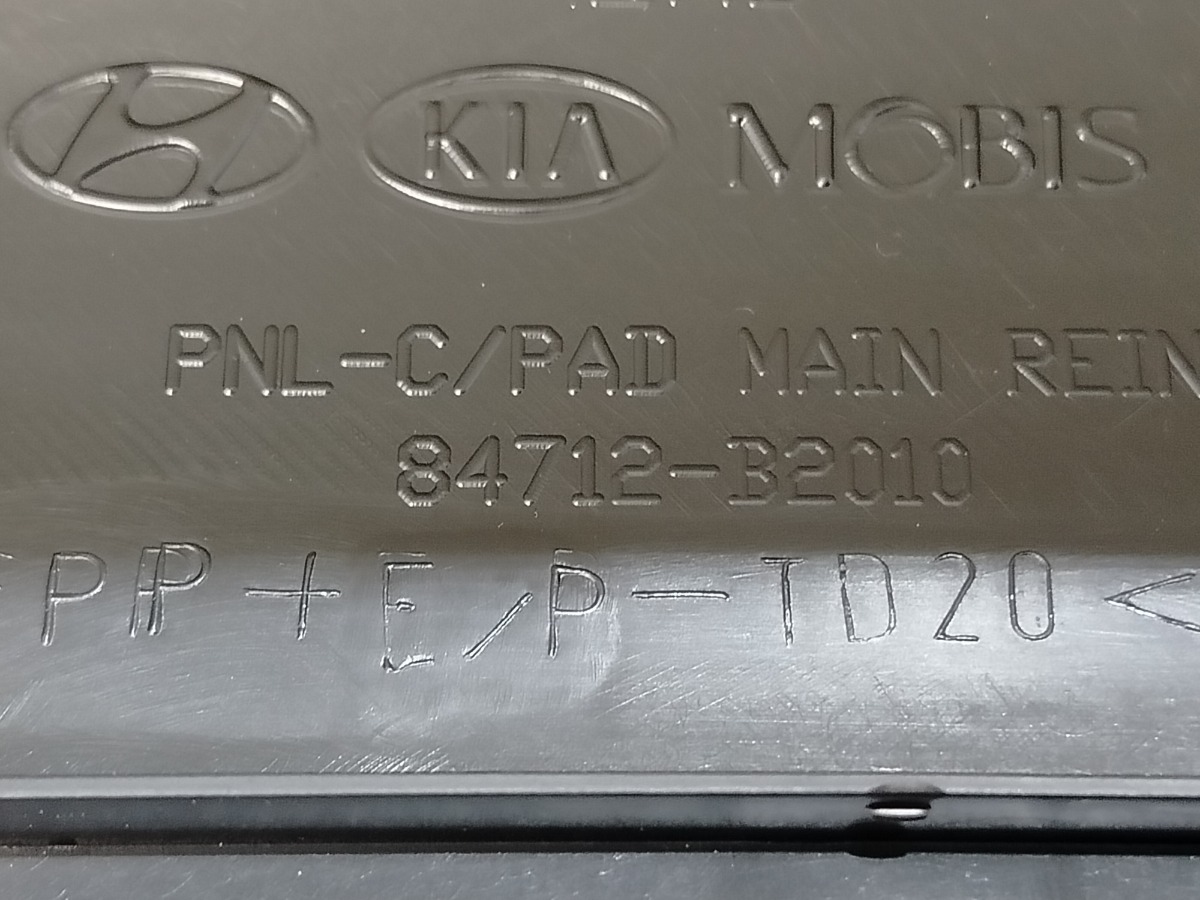 KIA MOBIS
PNL-C/PAD MAIN REIN
84712-B2010
PP+E/P-TD20<